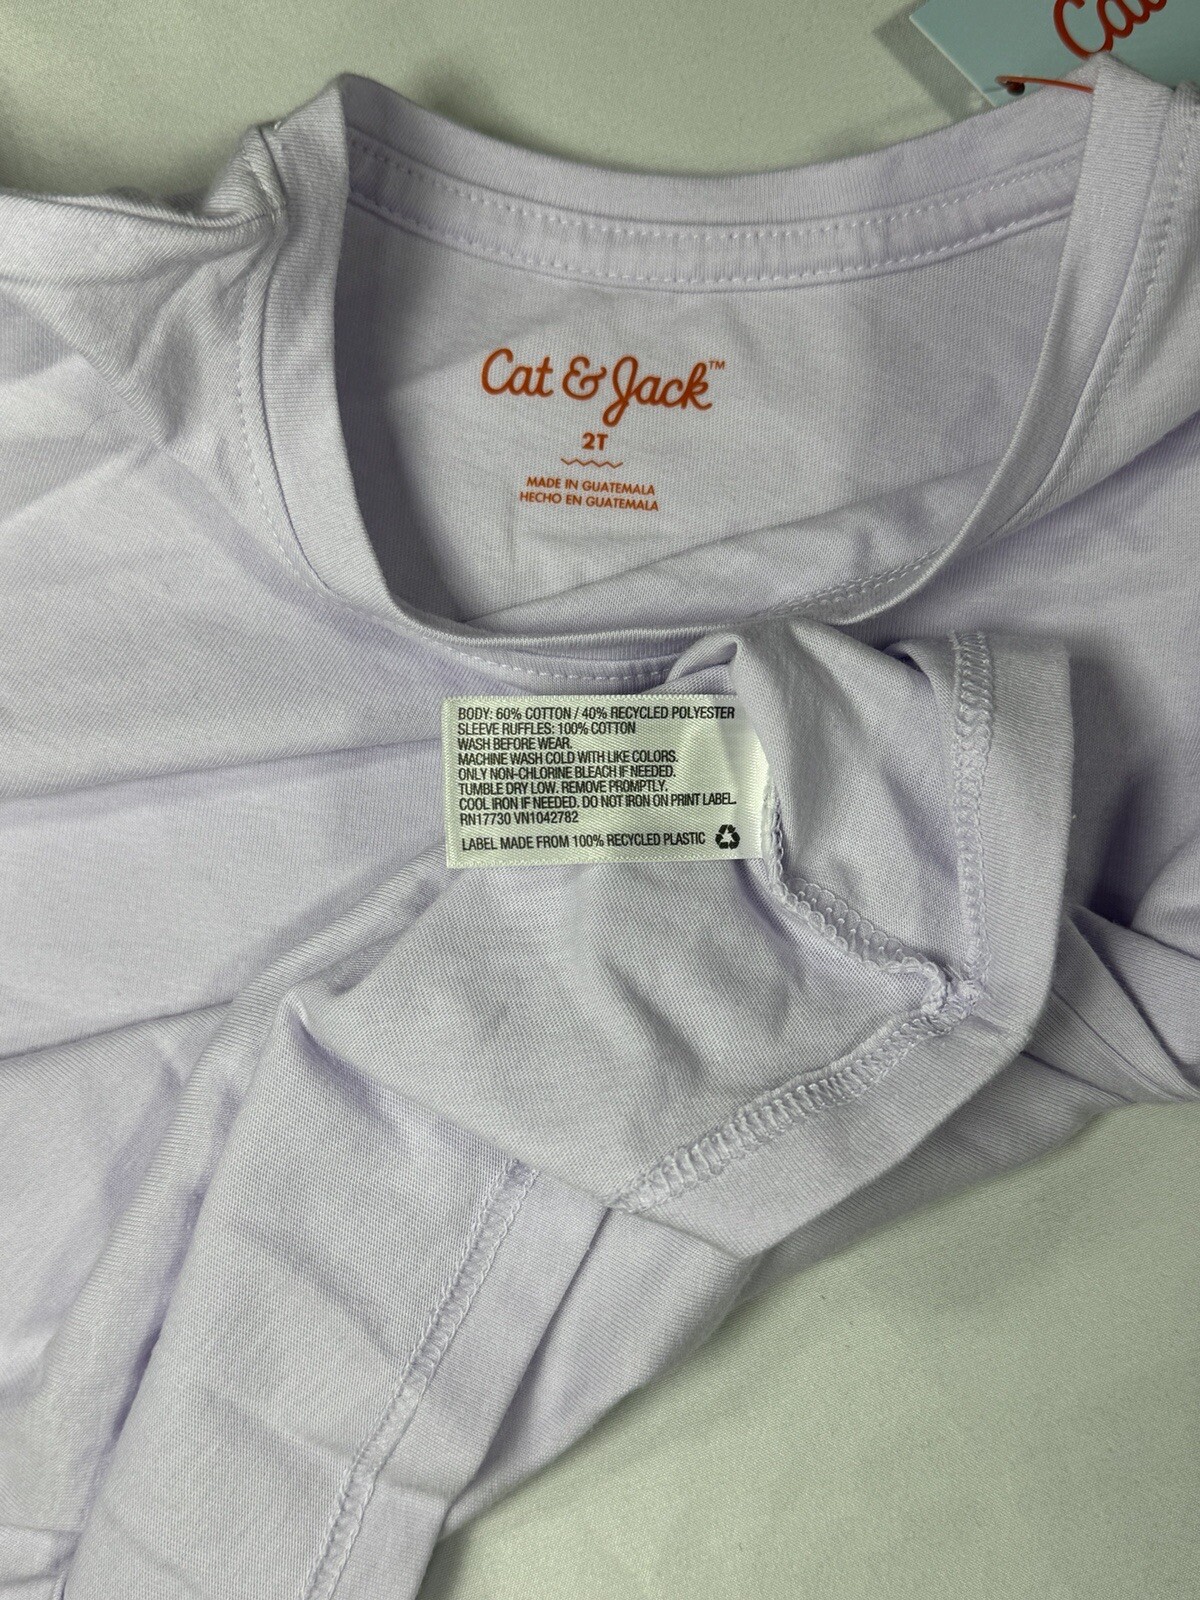 Cat & Jack™
2T
MADE IN GUATEMALA
HECHO EN GUATEMALA
BODY: 60% COTTON / 40% RECYCLED POLYESTER
SLEEVE RUFFLES: 100% COTTON
WASH BEFORE WEAR.
MACHINE WASH COLD WITH LIKE COLORS.
ONLY NON-CHLORINE BLEACH IF NEEDED.
TUMBLE DRY LOW. REMOVE PROMPTLY.
COOL IRON IF NEEDED. DO NOT IRON ON PRINT LABEL.
RN17730 VN1042782
LABEL MADE FROM 100% RECYCLED PLASTIC